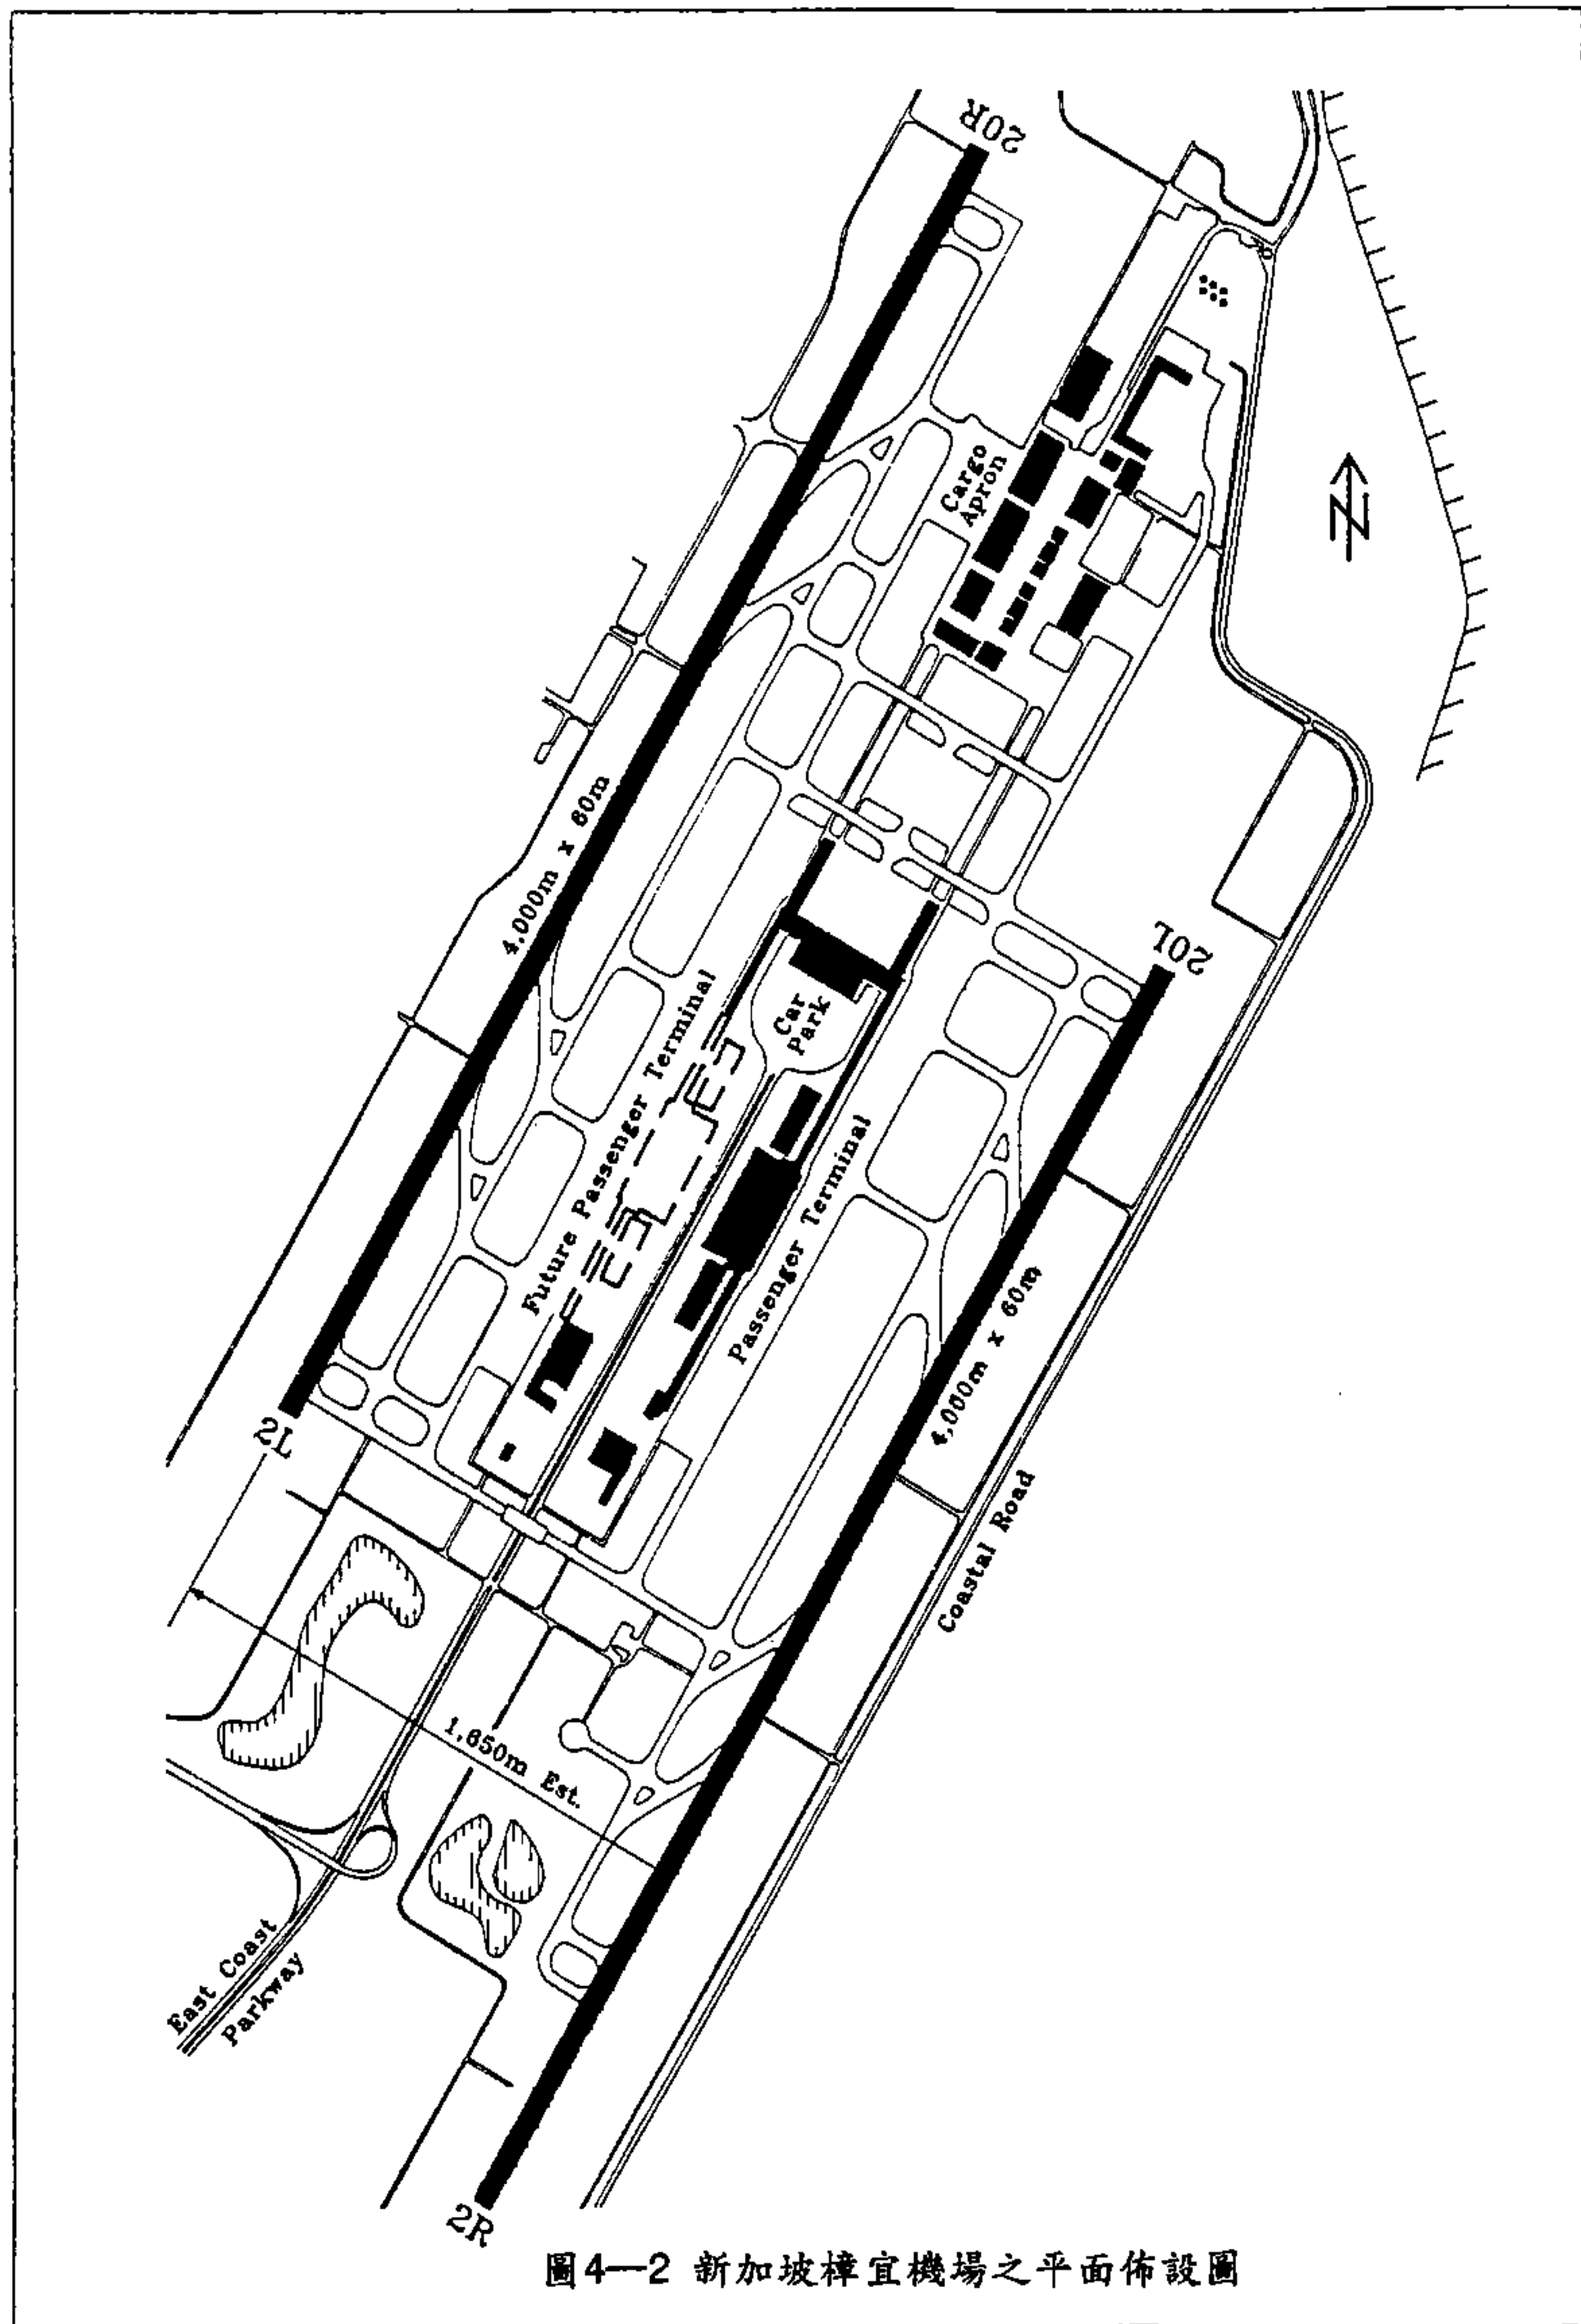 20R
Cargo
Apron
N
4,000m x 60m
20L
Car
Park
Future Passenger Terminal
Passenger Terminal
4,000m x 60m
2L
Coastal Road
1,650m Est.
East Coast
Parkway
2R
圖4—2 新加坡樟宜機場之平面佈設圖